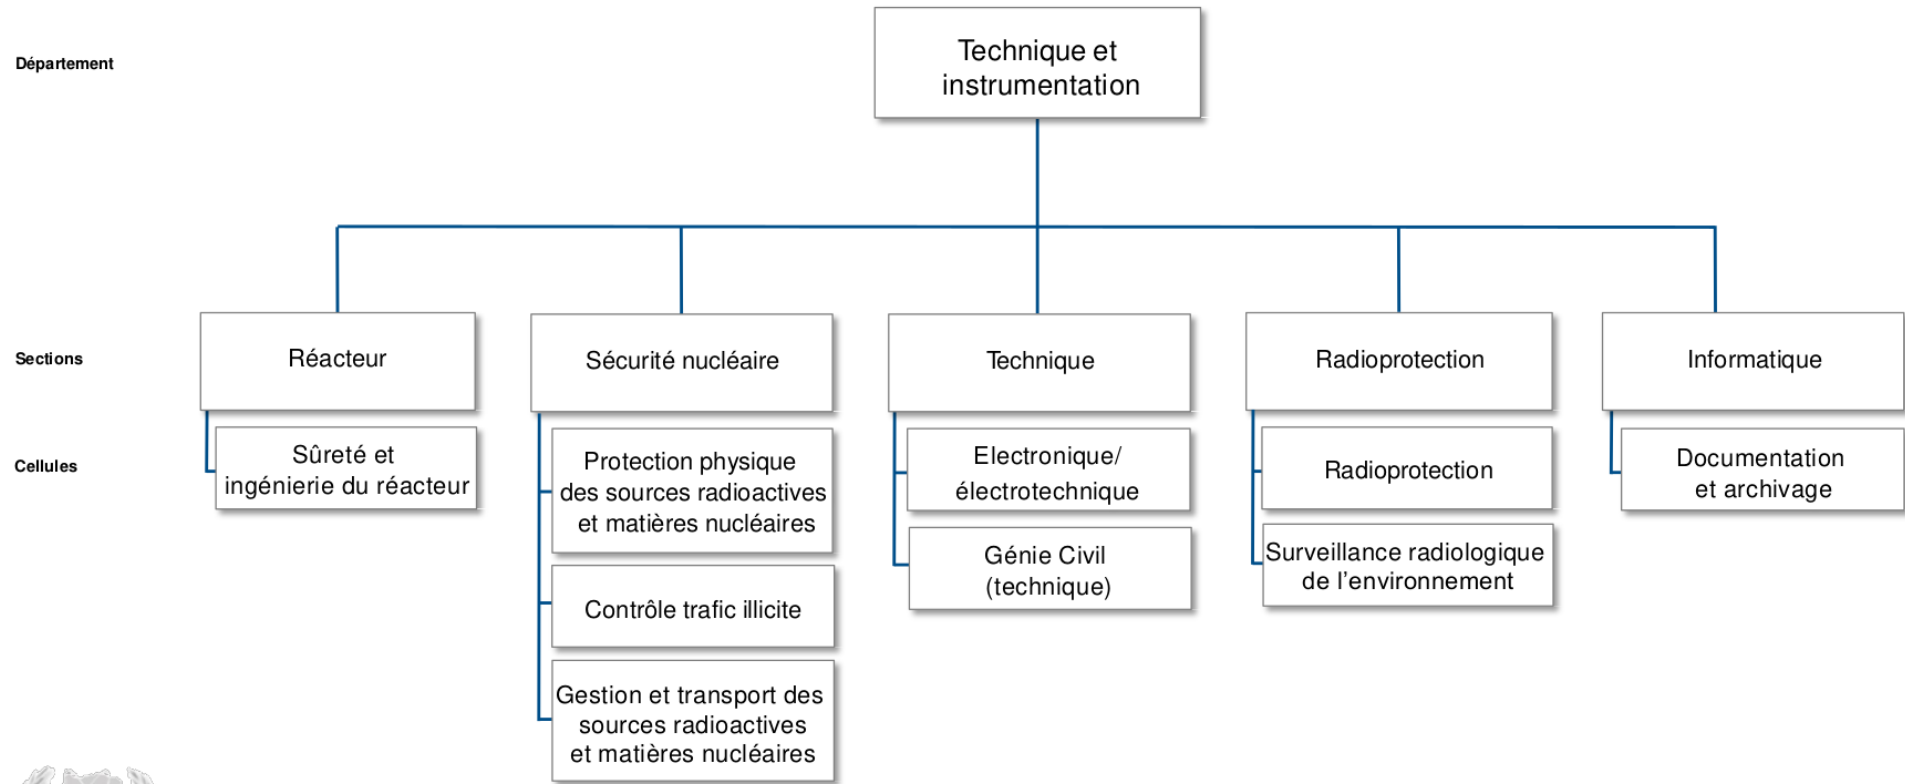 Département
Technique et
instrumentation
Sections
Réacteur
Sécurité nucléaire
Technique
Radioprotection
Informatique
Cellules
Sûreté et
ingénierie du réacteur
Protection physique
des sources radioactives
et matières nucléaires
Contrôle trafic illicite
Gestion et transport des
sources radioactives
et matières nucléaires
Electronique/
électrotechnique
Génie Civil
(technique)
Radioprotection
Surveillance radiologique
de l'environnement
Documentation
et archivage